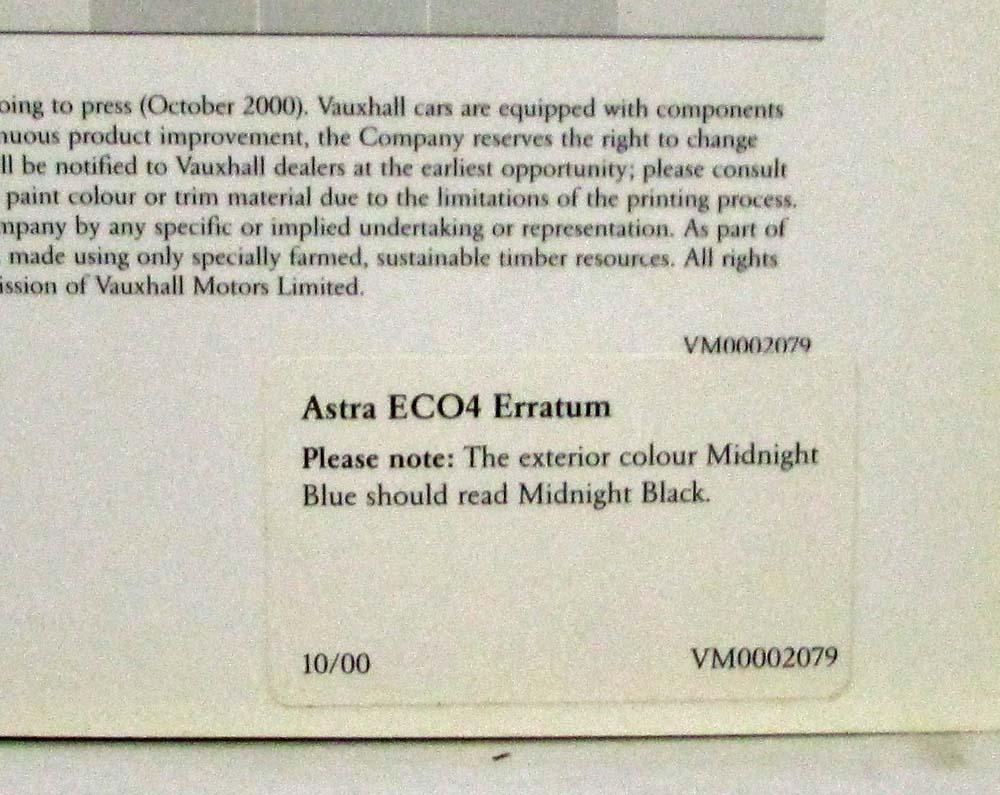 oing to press (October 2000). Vauxhall cars are equipped with components
nuous product improvement, the Company reserves the right to change
ll be notified to Vauxhall dealers at the earliest opportunity; please consult
paint colour or trim material due to the limitations of the printing process.
mpany by any specific or implied undertaking or representation. As part of
made using only specially farmed, sustainable timber resources. All rights
ission of Vauxhall Motors Limited.
VM0002079
Astra ECO4 Erratum
Please note: The exterior colour Midnight
Blue should read Midnight Black.
10/00 VM0002079